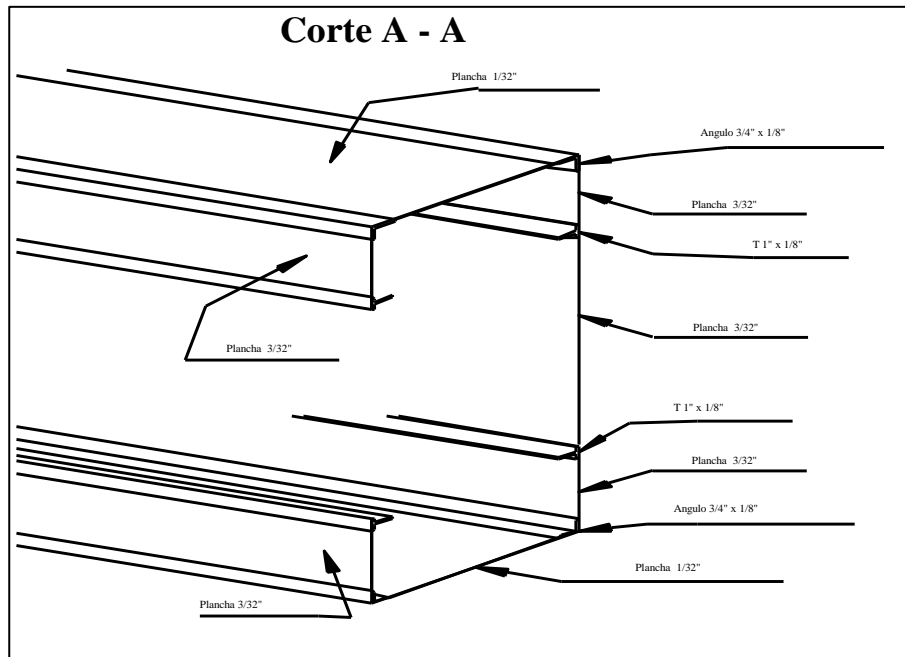 Corte A - A
Plancha 1/32"
Angulo 3/4" x 1/8"
Plancha 3/32"
T 1" x 1/8"
Plancha 3/32"
Plancha 3/32"
T 1" x 1/8"
Plancha 3/32"
Angulo 3/4" x 1/8"
Plancha 1/32"
Plancha 3/32"